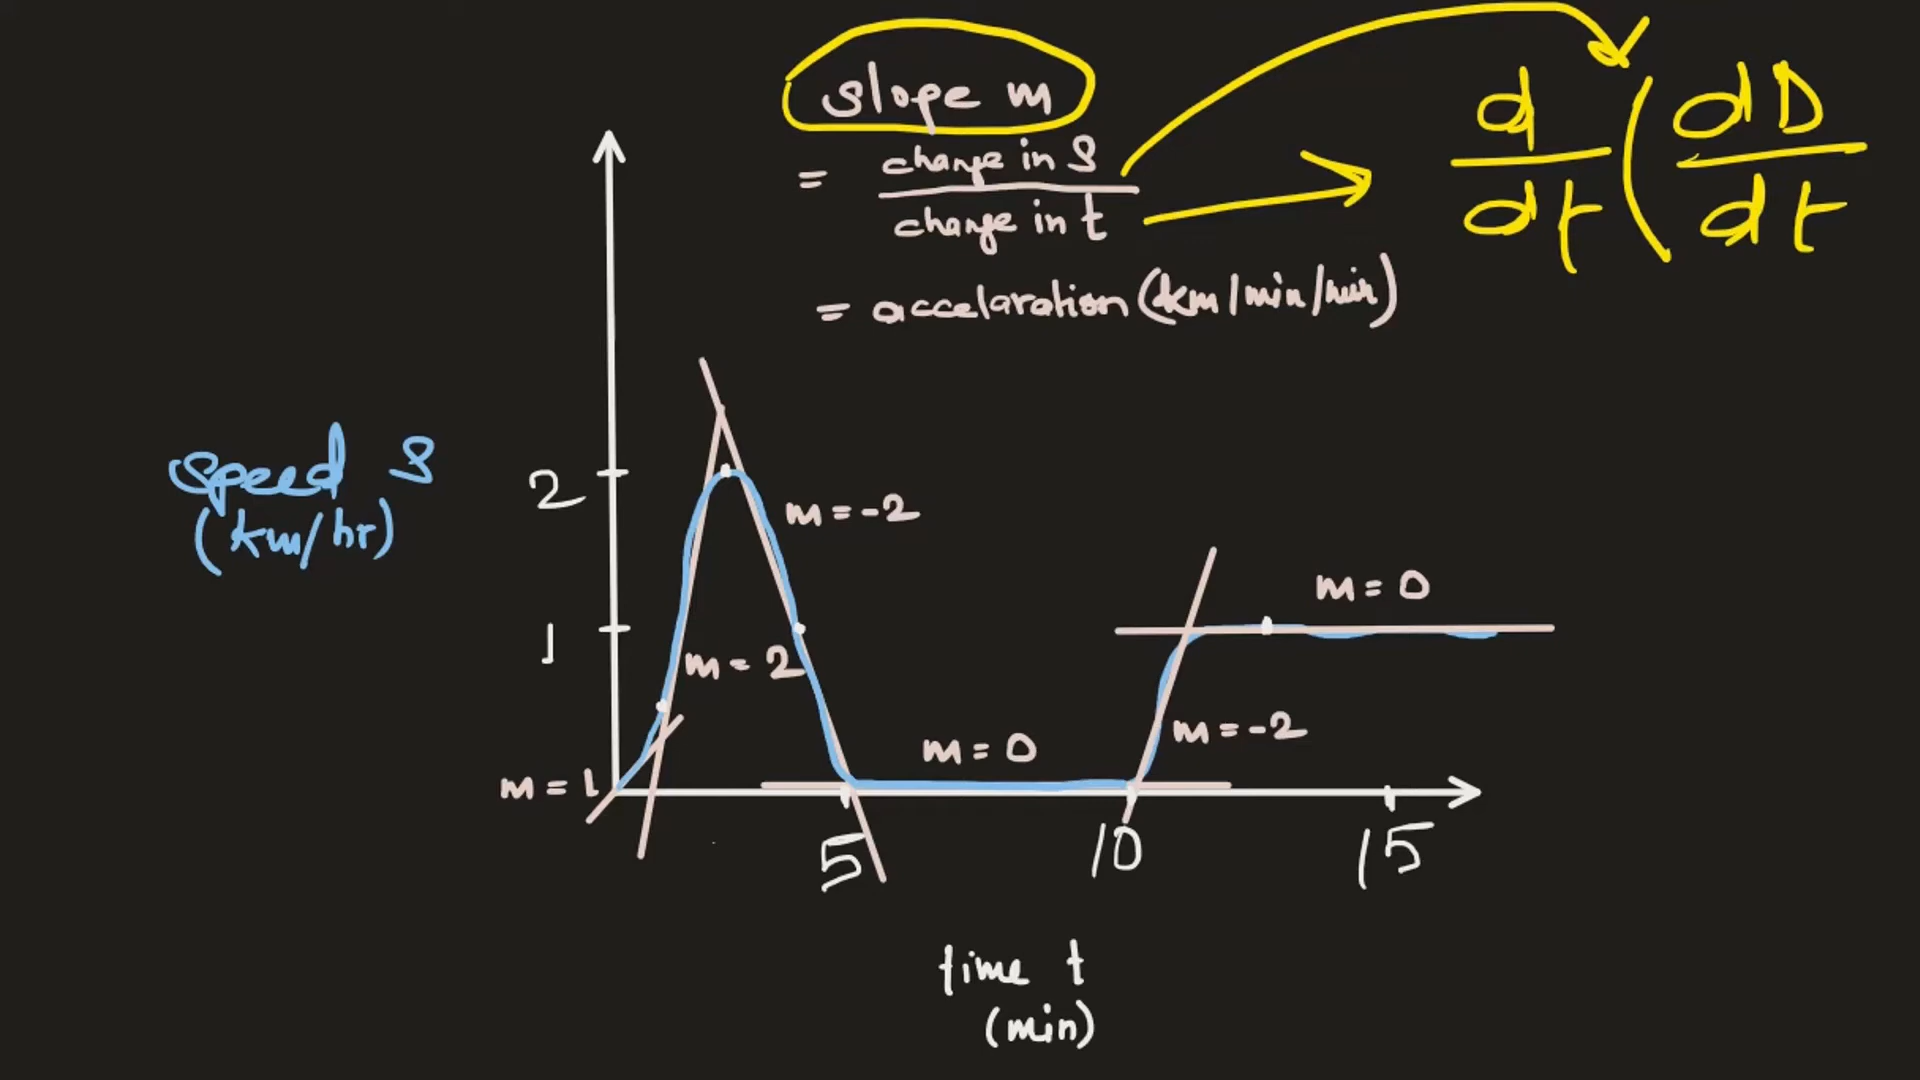 slope m
= change in S
change in t
= accelaration (km/min/min)
d/dt ( dD/dt
speed S
(km/hr)
2
1
m = -2
m = 2
m = 0
m = 0
m = -2
m = 1
5
10
15
time t
(min)